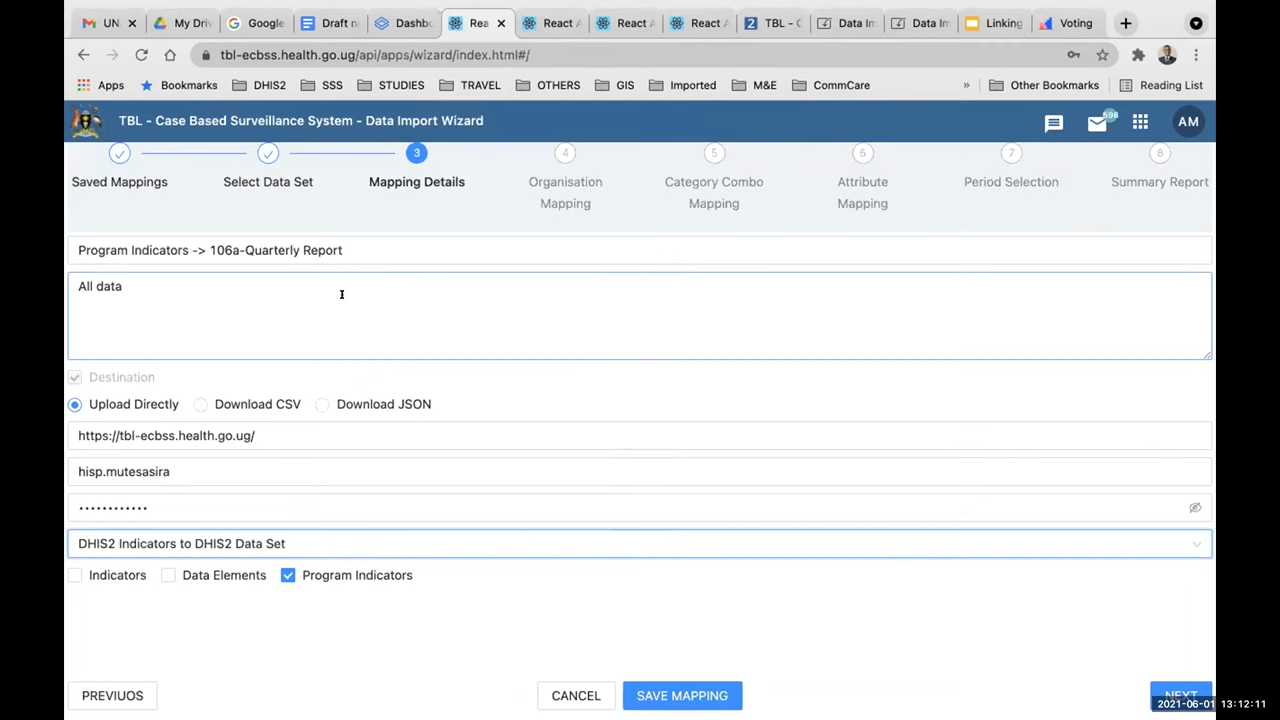 UN
My Driv
Google
Draft n
Dashbo
Rea
React A
React A
React A
TBL - C
Data Im
Data Im
Linking
Voting
tbl-ecbss.health.go.ug/api/apps/wizard/index.html#/
Apps
Bookmarks
DHIS2
SSS
STUDIES
TRAVEL
OTHERS
GIS
Imported
M&E
CommCare
»
Other Bookmarks
Reading List
TBL - Case Based Surveillance System - Data Import Wizard
598
AM
3
4
5
6
7
8
Saved Mappings
Select Data Set
Mapping Details
Organisation
Mapping
Category Combo
Mapping
Attribute
Mapping
Period Selection
Summary Report
Program Indicators -> 106a-Quarterly Report
All data
Destination
Upload Directly
Download CSV
Download JSON
https://tbl-ecbss.health.go.ug/
hisp.mutesasira
••••••••••••
DHIS2 Indicators to DHIS2 Data Set
Indicators
Data Elements
Program Indicators
PREVIUOS
CANCEL
SAVE MAPPING
NEXT
2021-06-01 13:12:11